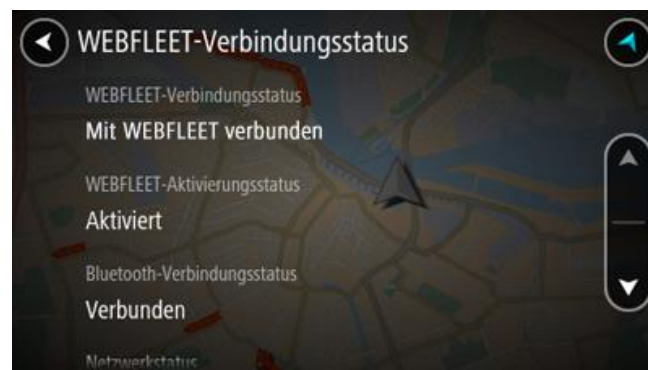 WEBFLEET-Verbindungsstatus
WEBFLEET-Verbindungsstatus
Mit WEBFLEET verbunden
WEBFLEET-Aktivierungsstatus
Aktiviert
Bluetooth-Verbindungsstatus
Verbunden
Netzwerkstatus